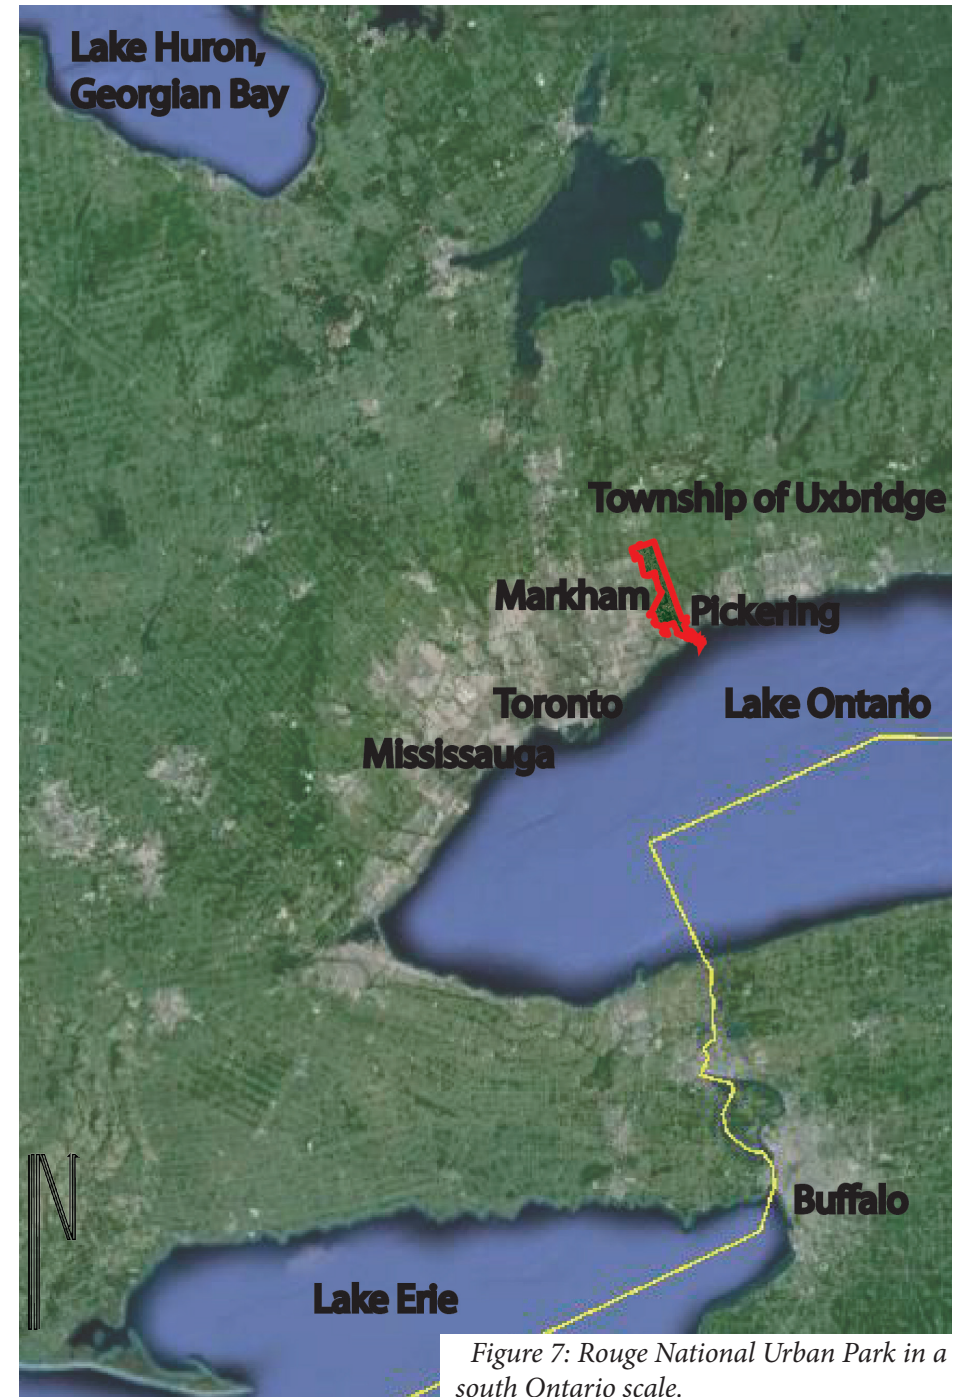 Lake Huron,
Georgian Bay
Township of Uxbridge
Markham
Pickering
Toronto
Lake Ontario
Mississauga
Buffalo
Lake Erie
N
Figure 7: Rouge National Urban Park in a
south Ontario scale.